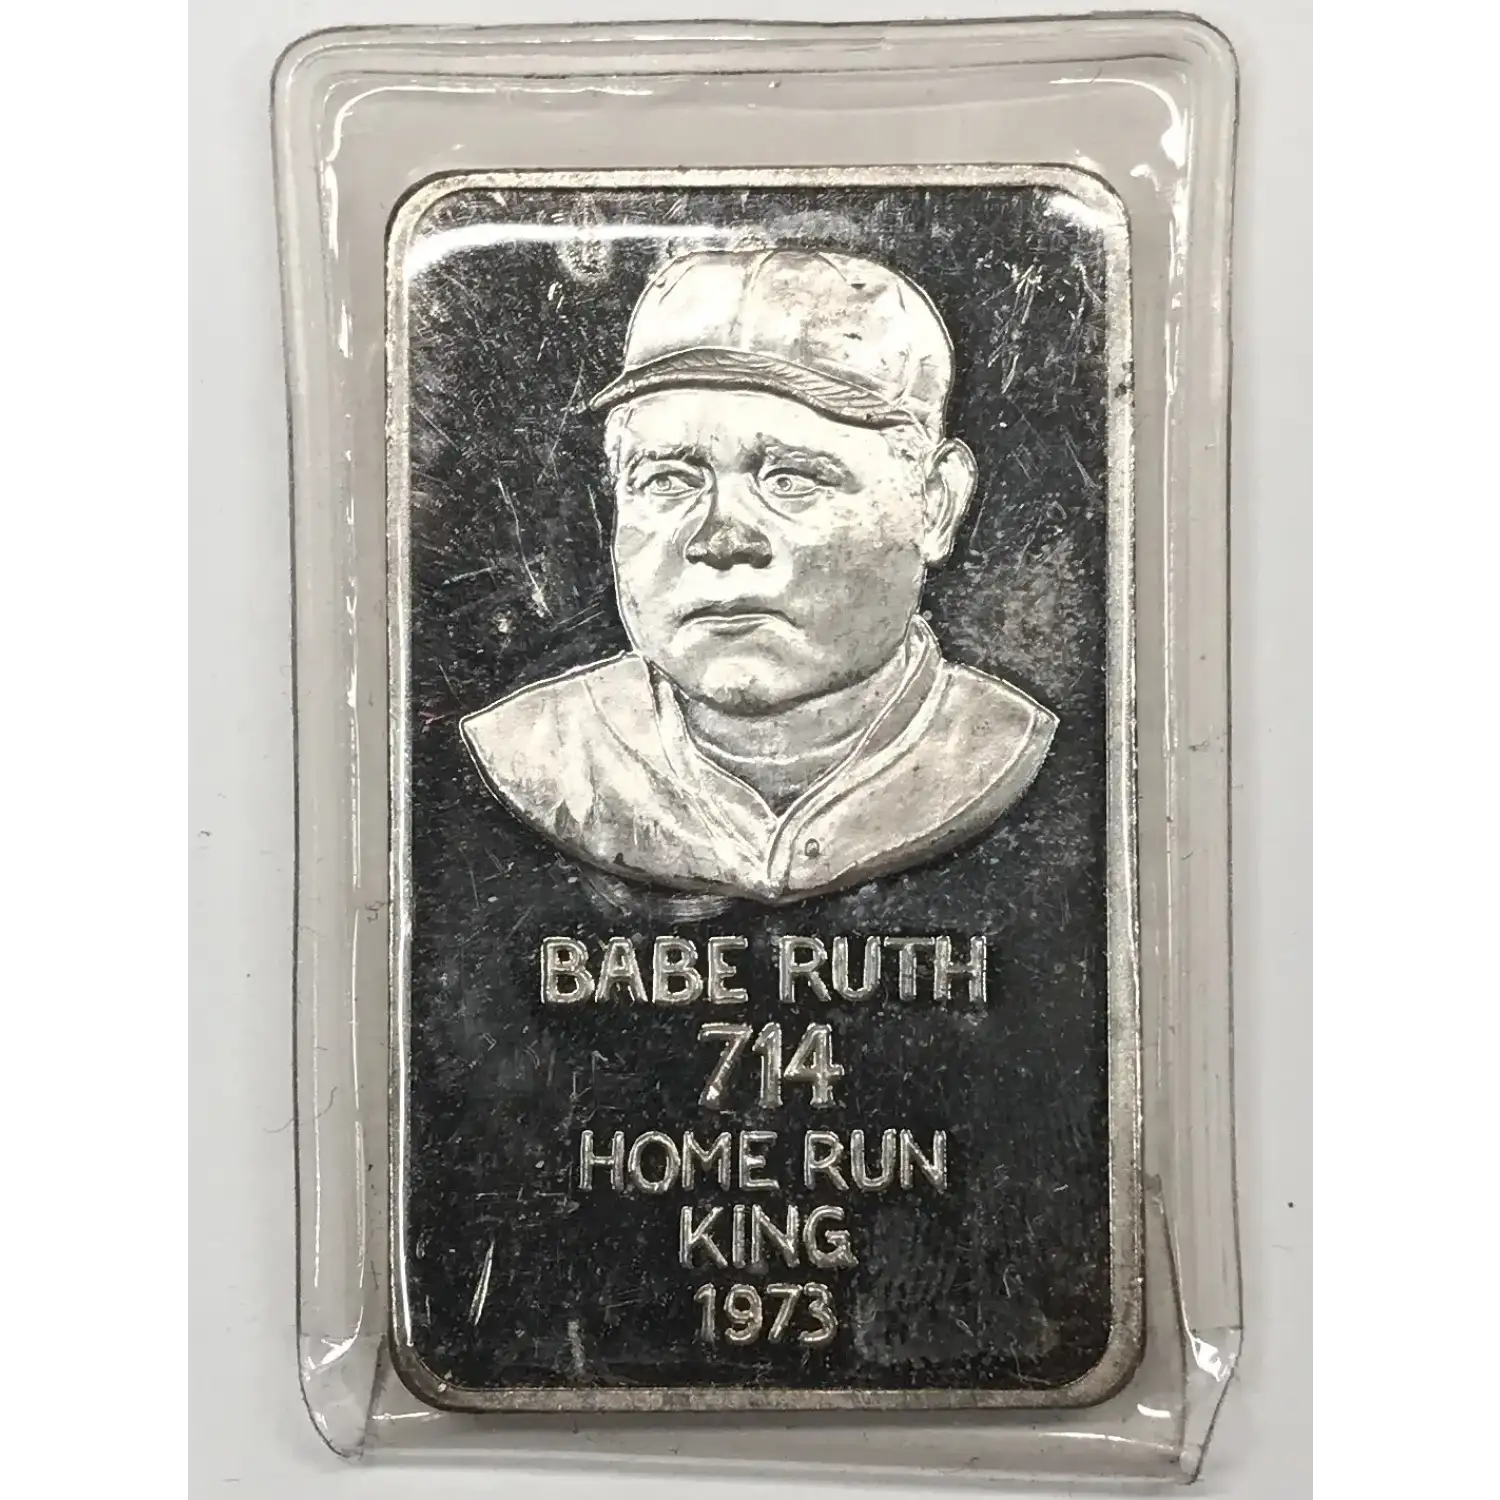 BABE RUTH
714
HOME RUN
KING
1973